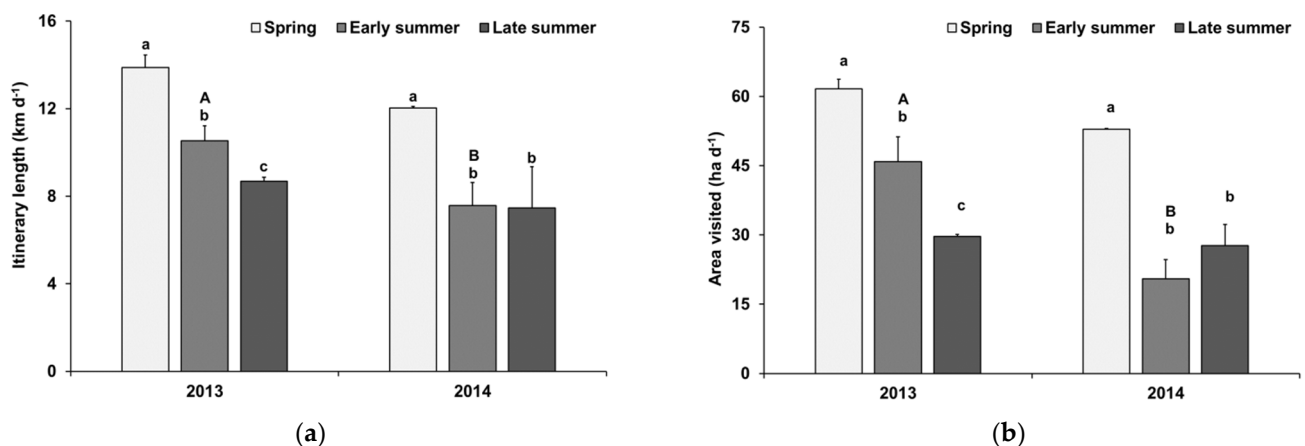 16
12
8
4
0
Itinerary length (km d-1)
Spring Early summer Late summer
a
A
b
c
a
B
b
b
2013 2014
(a)
75
60
45
30
15
0
Area visited (ha d-1)
Spring Early summer Late summer
a
A
b
c
a
B
b
b
2013 2014
(b)